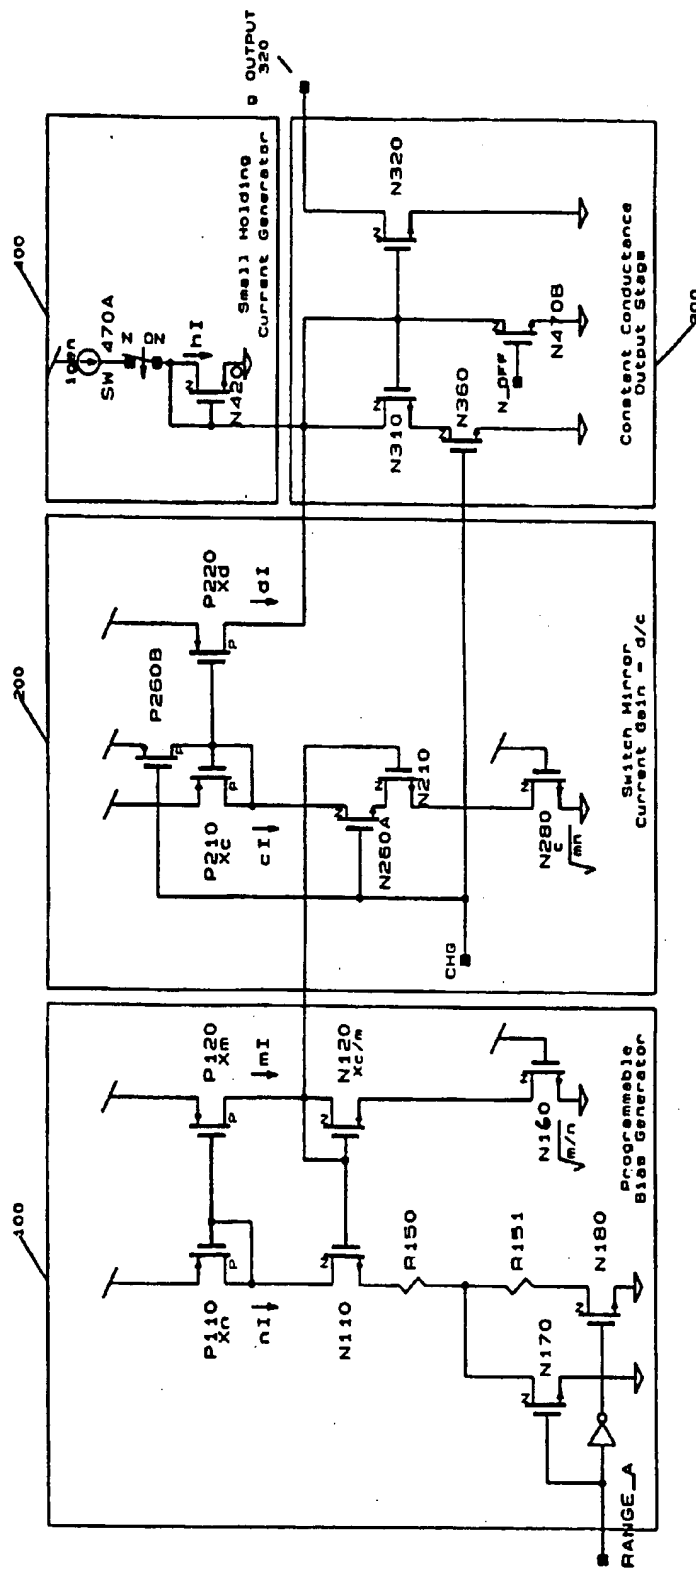 100
P110
Xn
nI
P120
Xm
mI
N110
N120
Xc/m
R150
R151
N170
N180
N160
√m/n
RANGE_A
Programmable
Bias Generator
200
P210
Xc
cI
P260B
P220
Xd
dI
N260A
N210
N280
c
√mn
CHG
Switch Mirror
Current Gain - d/c
400
SW 470A
N
ON
hI
N420
Small Holding
Current Generator
N310
N360
N_OFF
N470B
N320
Constant Conductance
Output Stage
OUTPUT
320
P
P
P
P
P
N
N
N
N
N
N
N
N
N
N
N
N
N